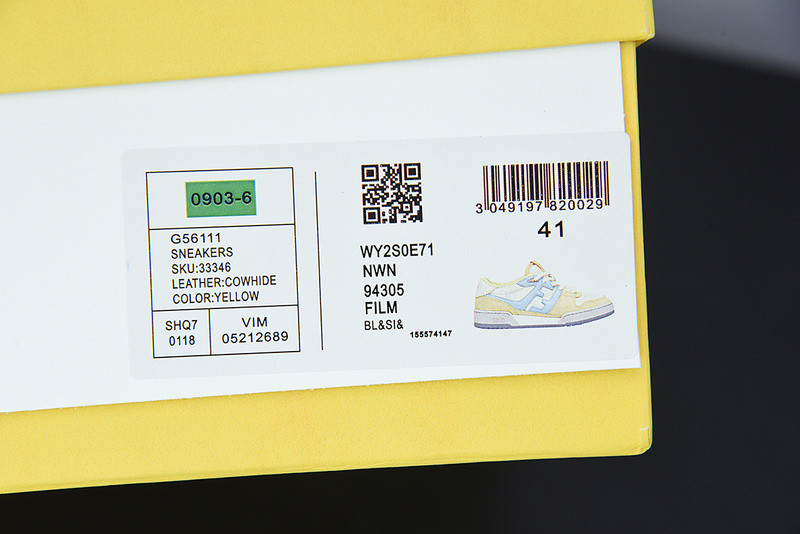 0903-6
G56111
SNEAKERS
SKU:33346
LEATHER:COWHIDE
COLOR:YELLOW
SHQ7
0118
VIM
05212689
WY2S0E71
NWN
94305
FILM
BL&SI&
155574147
3 049197 820029
41